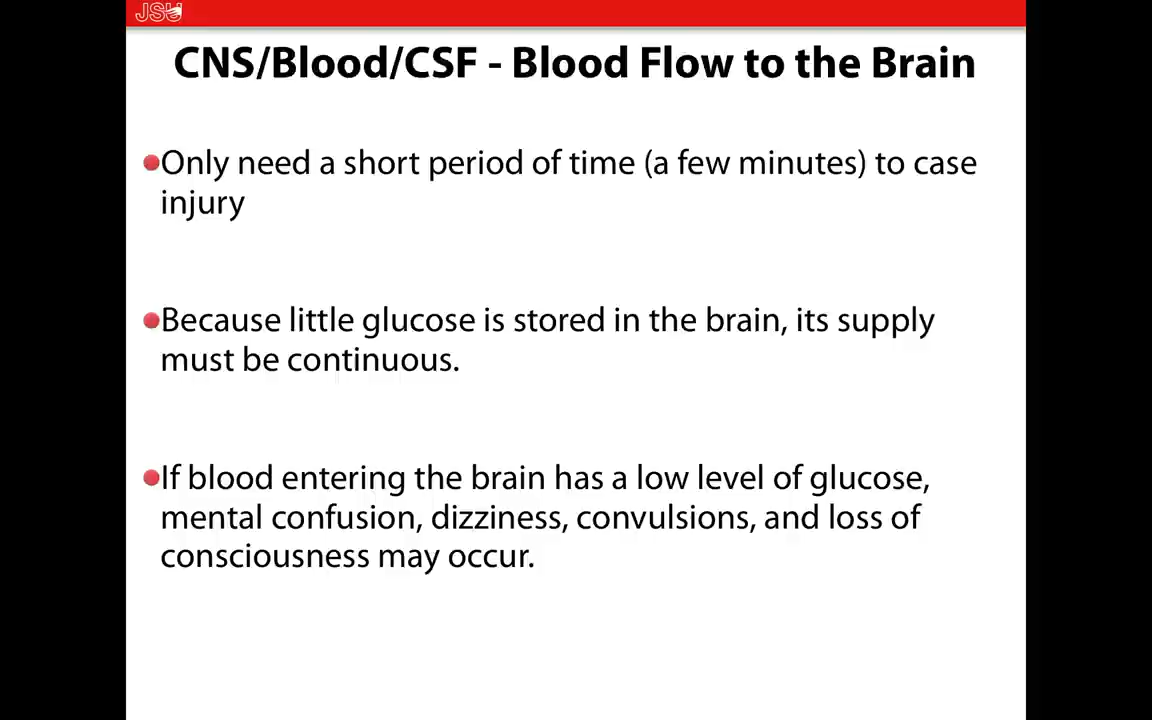 JSU
CNS/Blood/CSF - Blood Flow to the Brain
Only need a short period of time (a few minutes) to case
injury
Because little glucose is stored in the brain, its supply
must be continuous.
If blood entering the brain has a low level of glucose,
mental confusion, dizziness, convulsions, and loss of
consciousness may occur.